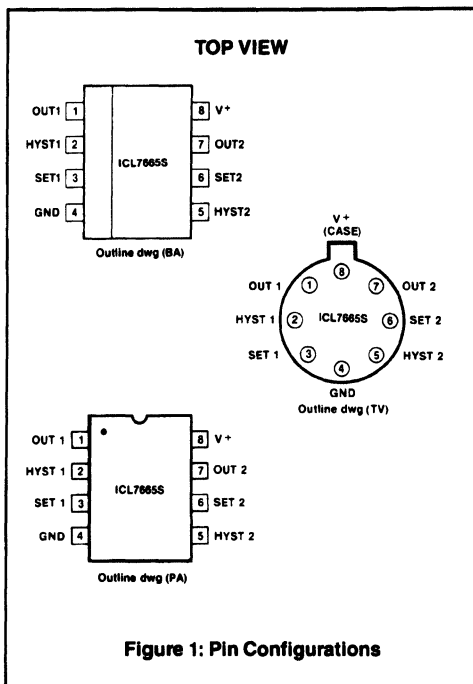 TOP VIEW
OUT1 1 8 V+
HYST1 2 7 OUT2
ICL7665S
SET1 3 6 SET2
GND 4 5 HYST2
Outline dwg (BA)
V+
(CASE)
8
OUT 1 1 7 OUT 2
HYST 1 2 ICL7665S 6 SET 2
SET 1 3 5 HYST 2
4
GND
Outline dwg (TV)
OUT 1 1 8 V+
HYST 1 2 7 OUT 2
ICL7665S
SET 1 3 6 SET 2
GND 4 5 HYST 2
Outline dwg (PA)
Figure 1: Pin Configurations